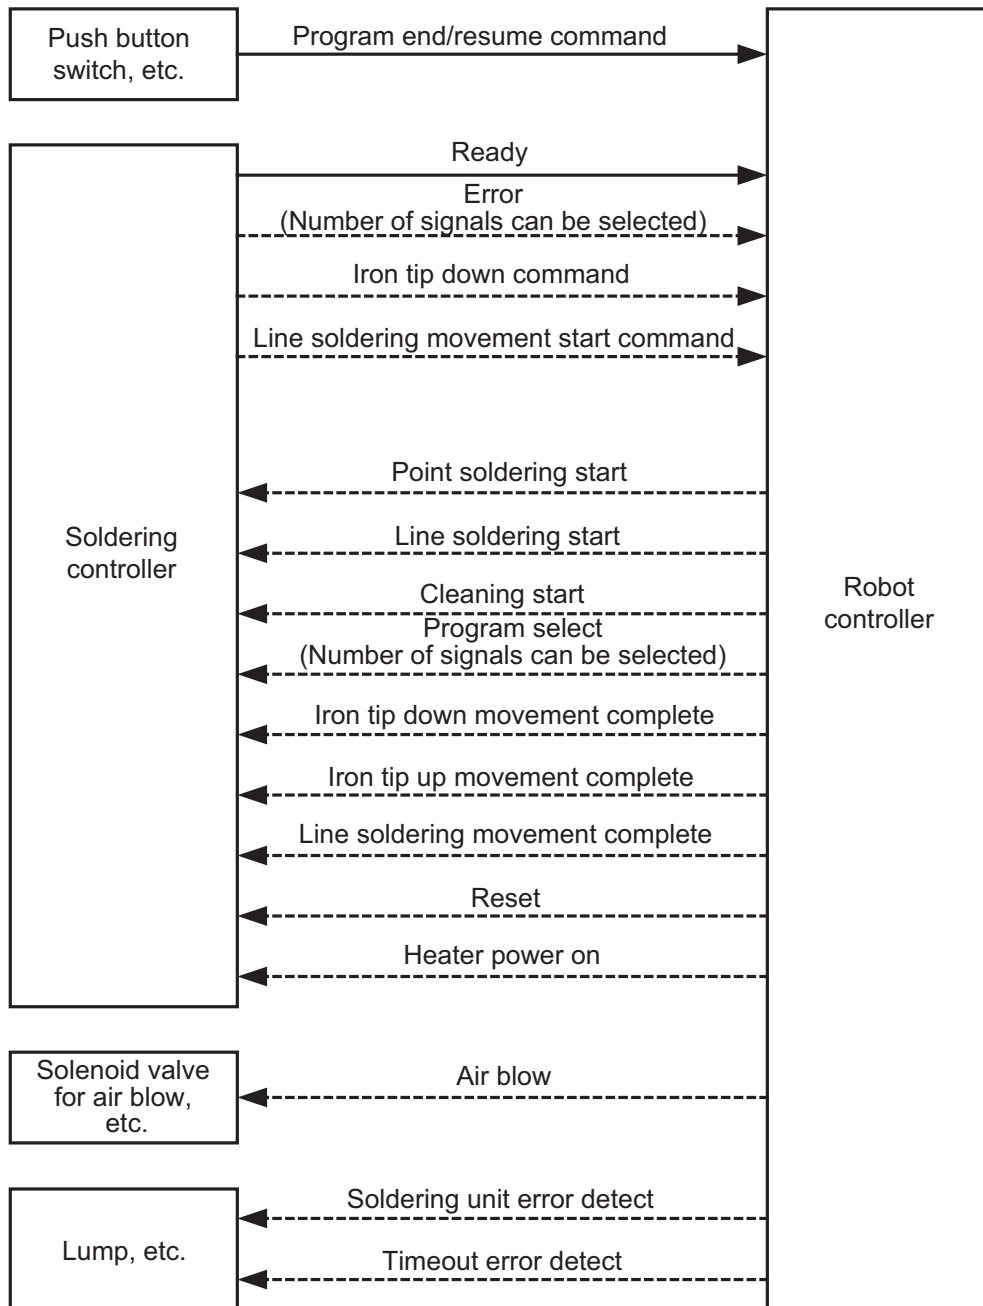 Push button
switch, etc.
Program end/resume command
Ready
Error
(Number of signals can be selected)
Iron tip down command
Line soldering movement start command
Point soldering start
Line soldering start
Cleaning start
Program select
(Number of signals can be selected)
Iron tip down movement complete
Iron tip up movement complete
Line soldering movement complete
Reset
Heater power on
Soldering
controller
Robot
controller
Solenoid valve
for air blow,
etc.
Air blow
Soldering unit error detect
Lump, etc.
Timeout error detect